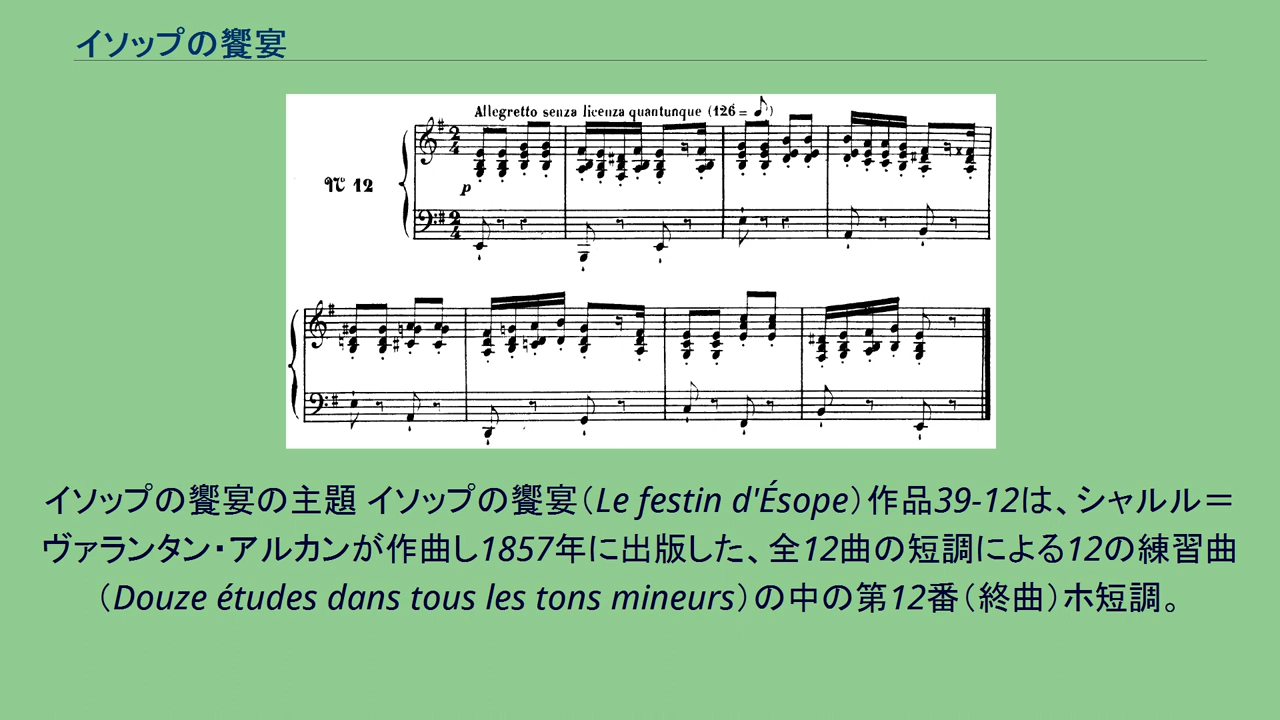 イソップの饗宴
Allegretto senza licenza quantunque (126 = ♪)
Nº 12
p
イソップの饗宴の主題 イソップの饗宴（Le festin d'Ésope）作品39-12は、シャルル＝
ヴァランタン・アルカンが作曲し1857年に出版した、全12曲の短調による12の練習曲
（Douze études dans tous les tons mineurs）の中の第12番（終曲）ホ短調。